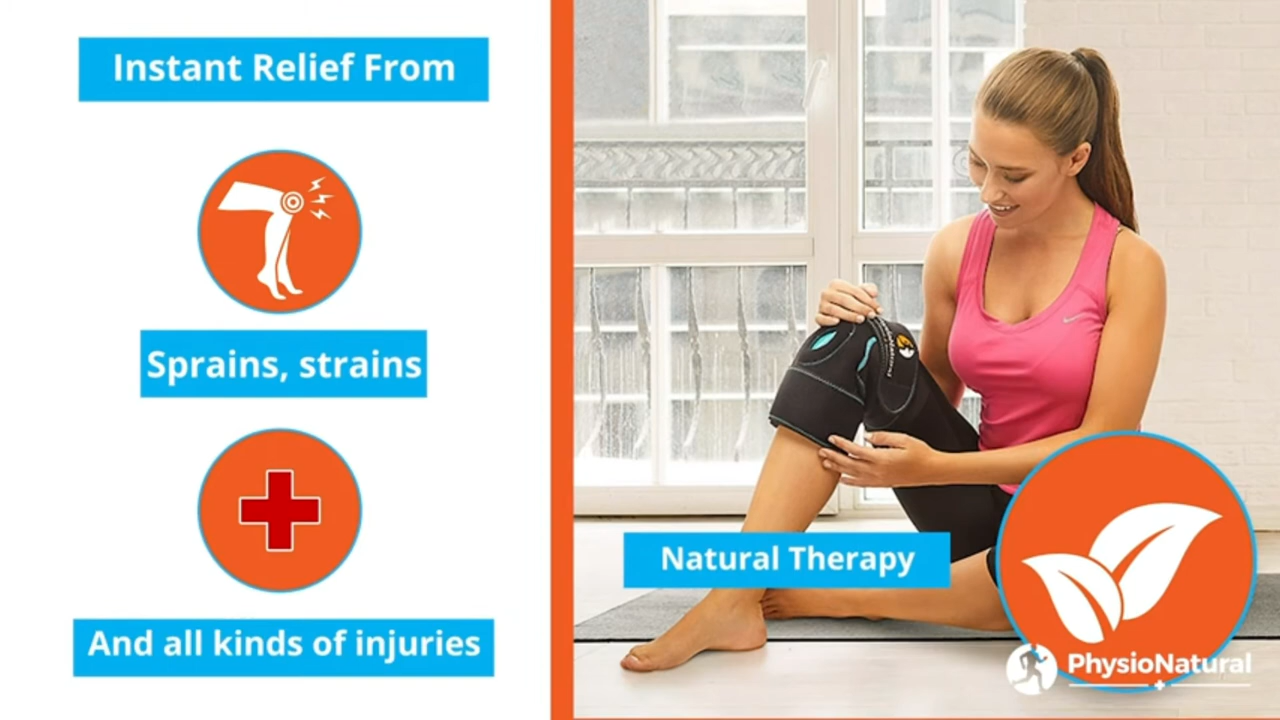 Instant Relief From
Sprains, strains
And all kinds of injuries
Natural Therapy
PhysioNatural